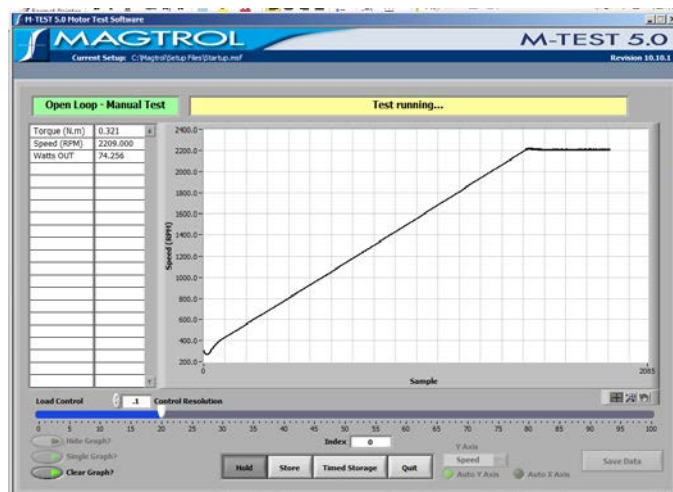 M-TEST 5.0 Motor Test Software
MAGTROL
M-TEST 5.0
Current Setup: C:\Magtrol\Setup Files\Startup.msf
Revision 10.10.1
Open Loop - Manual Test
Test running...
Torque (N.m) 0.321
Speed (RPM) 2209.000
Watts OUT 74.256
2400.0
2200.0
2000.0
1800.0
1600.0
1400.0
1200.0
1000.0
800.0
600.0
400.0
200.0
Speed (RPM)
0
2085
Sample
Load Control
.1 Control Resolution
0 5 10 15 20 25 30 35 40 45 50 55 60 65 70 75 80 85 90 95 100
Hide Graph?
Single Graph?
Clear Graph?
Index 0
Hold
Store
Timed Storage
Quit
Y Axis
Speed
Auto Y Axis
Auto X Axis
Save Data